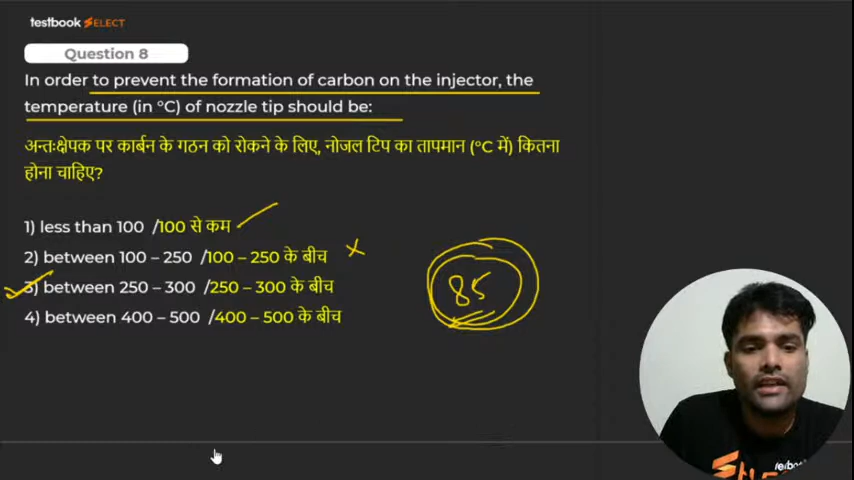 testbook SELECT
Question 8
In order to prevent the formation of carbon on the injector, the
temperature (in °C) of nozzle tip should be:
अन्तःक्षेपक पर कार्बन के गठन को रोकने के लिए, नोजल टिप का तापमान (°C में) कितना
होना चाहिए?
1) less than 100 /100 से कम
2) between 100 – 250 /100 – 250 के बीच
3) between 250 – 300 /250 – 300 के बीच
4) between 400 – 500 /400 – 500 के बीच
85